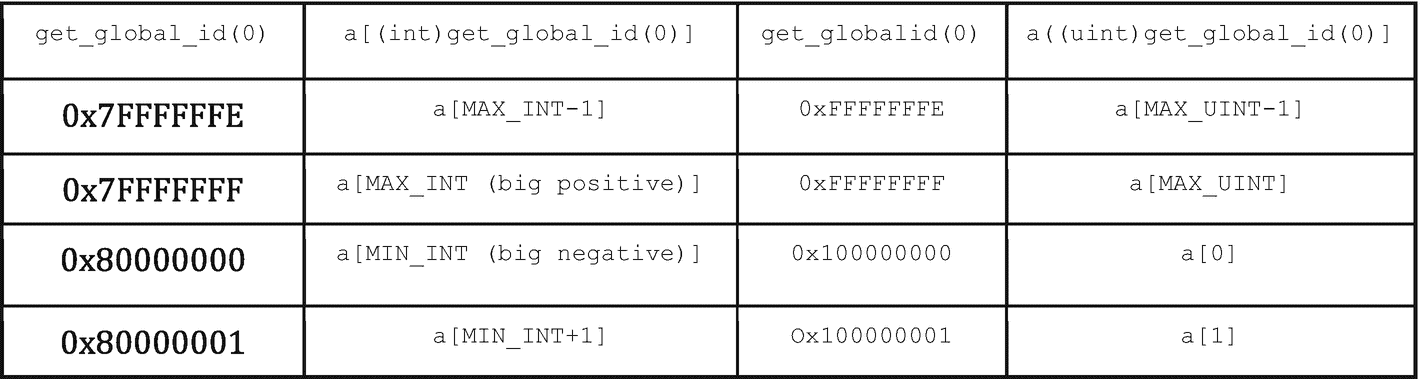 get_global_id(0) a[(int)get_global_id(0)] get_globalid(0) a((uint)get_global_id(0)]
0x7FFFFFFE a[MAX_INT-1] 0xFFFFFFFE a[MAX_UINT-1]
0x7FFFFFFF a[MAX_INT (big positive)] 0xFFFFFFFF a[MAX_UINT]
0x80000000 a[MIN_INT (big negative)] 0x100000000 a[0]
0x80000001 a[MIN_INT+1] Ox100000001 a[1]